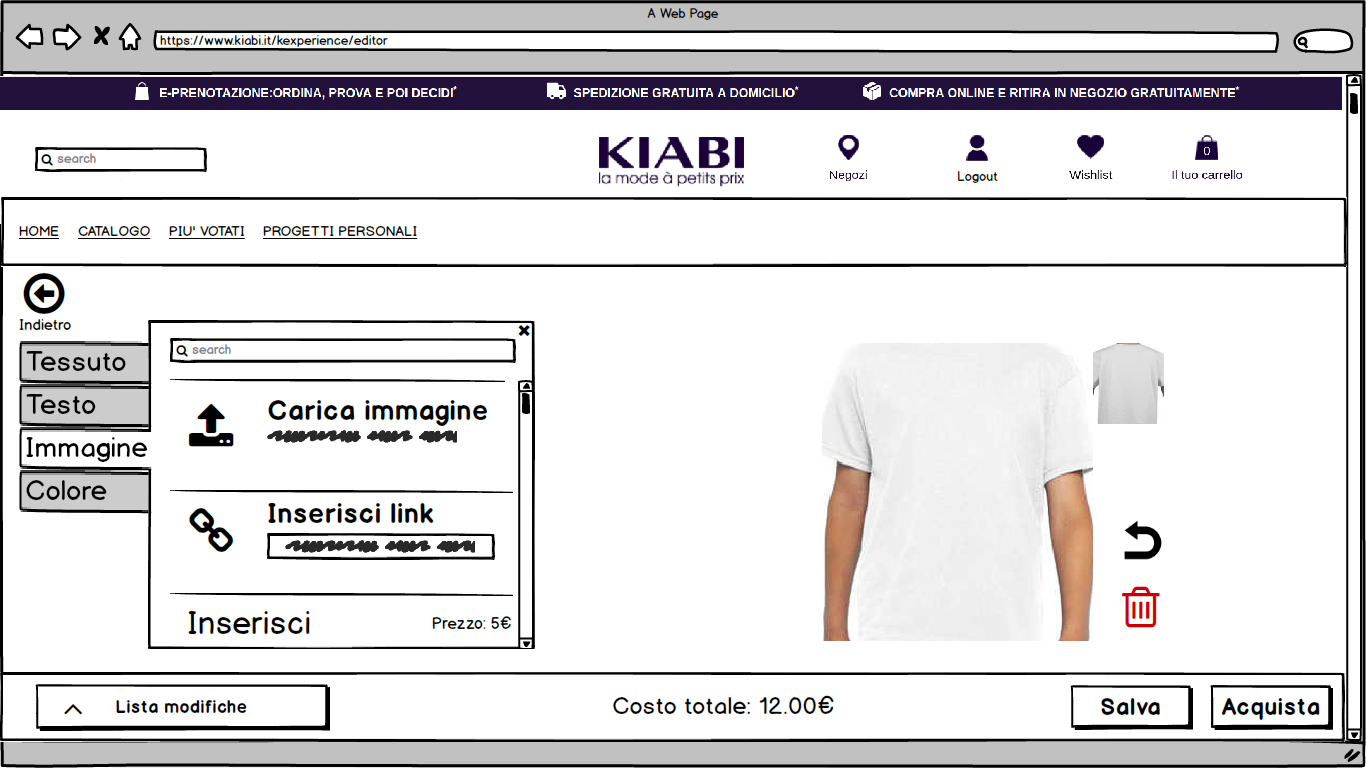 A Web Page
https://www.kiabi.it/kexperience/editor
E-PRENOTAZIONE:ORDINA, PROVA E POI DECIDI*
SPEDIZIONE GRATUITA A DOMICILIO*
COMPRA ONLINE E RITIRA IN NEGOZIO GRATUITAMENTE*
search
KIABI
la mode à petits prix
Negozi
Logout
Wishlist
0
Il tuo carrello
HOME
CATALOGO
PIU' VOTATI
PROGETTI PERSONALI
Indietro
Tessuto
Testo
Immagine
Colore
search
Carica immagine
Inserisci link
Inserisci
Prezzo: 5€
Lista modifiche
Costo totale: 12.00€
Salva
Acquista